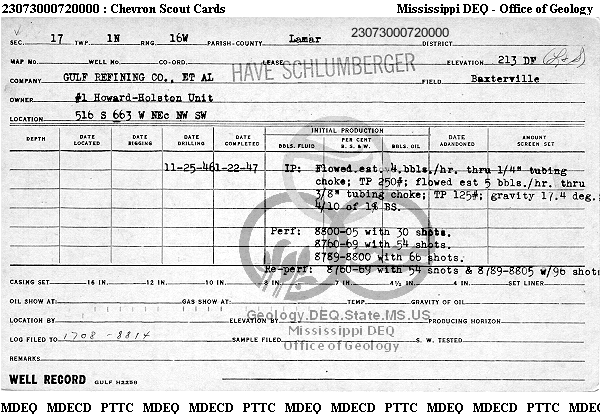 23073000720000 : Chevron Scout Cards Mississippi DEQ - Office of Geology
23073000720000
SEC. 17 TWP. 1N RNG. 16W PARISH-COUNTY Lamar DISTRICT
MAP NO. WELL NO. CO-ORD. LEASE ELEVATION 213 DF
HAVE SCHLUMBERGER
COMPANY GULF REFINING CO., ET AL FIELD Baxterville
OWNER #1 Howard-Holston Unit
LOCATION 516 S 663 W NEc NW SW
DEPTH DATE LOCATED DATE RIGGING DATE DRILLING DATE COMPLETED INITIAL PRODUCTION BBLS. FLUID PER CENT B. S. & W. BBLS. OIL DATE ABANDONED AMOUNT SCREEN SET
11-25-46 1-22-47 IP: Flowed est 4 bbls./hr. thru 1/4" tubing
choke; TP 250#; flowed est 5 bbls./hr. thru
3/8" tubing choke; TP 125#; gravity 17.4 deg.;
4/10 of 1% BS.
Perf: 8800-05 with 30 shots.
8760-69 with 54 shots.
8789-8800 with 66 shots.
Re-perf: 8760-69 with 54 shots & 8789-8805 w/96 shots
CASING SET- 16 IN. 12 IN. 10 IN. 8 IN. 7 IN. 4½ IN. 4 IN. SET LINER:
OIL SHOW AT: GAS SHOW AT: TEMP. GRAVITY OF OIL
Geology.DEQ.State.MS.US
LOCATION BY ELEVATION BY PRODUCING HORIZON
Mississippi DEQ
LOG FILED TO 1708-8814 SAMPLE FILED S. W. TESTED
Office of Geology
REMARKS
WELL RECORD GULF H2256
MDEQ MDECD PTTC MDEQ MDECD PTTC MDEQ MDECD PTTC MDEQ MDECD PTTC MDEQ